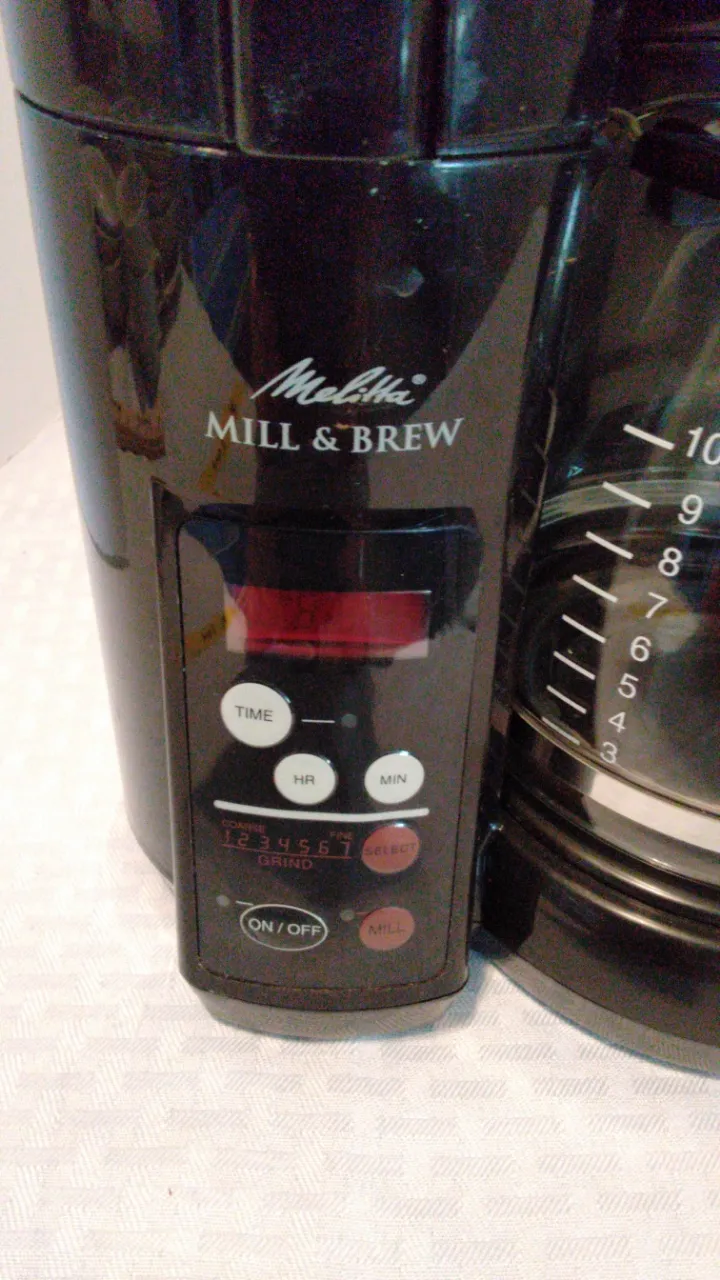 Melitta®
MILL & BREW
TIME
HR
MIN
COARSE FINE
1 2 3 4 5 6 7
SELECT
GRIND
ON / OFF
MILL
10
9
8
7
6
5
4
3